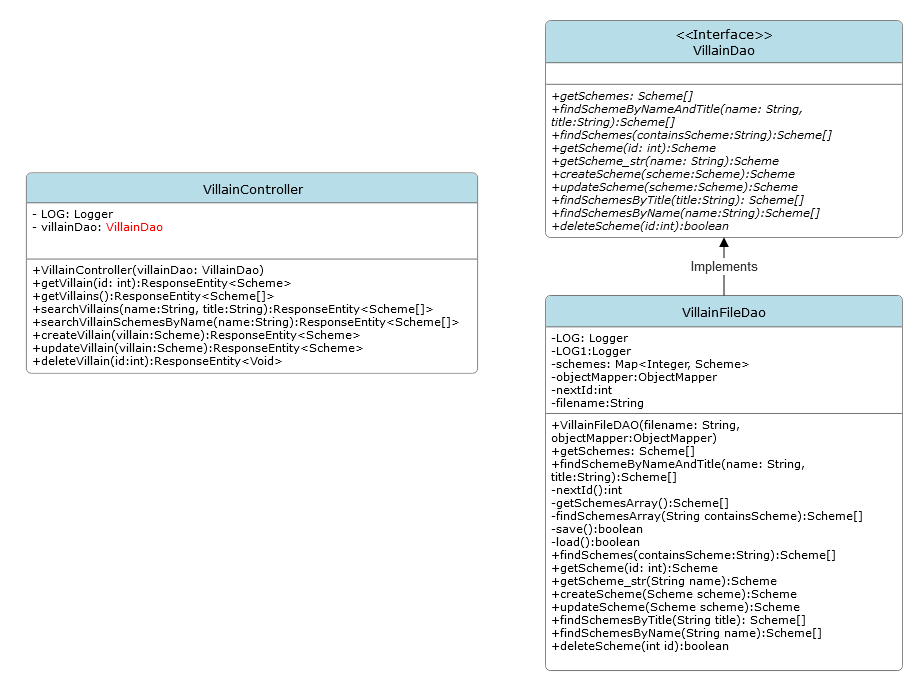 <<Interface>>
VillainDao
+getSchemes: Scheme[]
+findSchemeByNameAndTitle(name: String,
title:String):Scheme[]
+findSchemes(containsScheme:String):Scheme[]
+getScheme(id: int):Scheme
+getScheme_str(name: String):Scheme
+createScheme(scheme:Scheme):Scheme
+updateScheme(scheme:Scheme):Scheme
+findSchemesByTitle(title:String): Scheme[]
+findSchemesByName(name:String):Scheme[]
+deleteScheme(id:int):boolean
VillainController
- LOG: Logger
- villainDao: VillainDao
+VillainController(villainDao: VillainDao)
+getVillain(id: int):ResponseEntity<Scheme>
+getVillains():ResponseEntity<Scheme[]>
+searchVillains(name:String, title:String):ResponseEntity<Scheme[]>
+searchVillainSchemesByName(name:String):ResponseEntity<Scheme[]>
+createVillain(villain:Scheme):ResponseEntity<Scheme>
+updateVillain(villain:Scheme):ResponseEntity<Scheme>
+deleteVillain(id:int):ResponseEntity<Void>
Implements
VillainFileDao
-LOG: Logger
-LOG1:Logger
-schemes: Map<Integer, Scheme>
-objectMapper:ObjectMapper
-nextId:int
-filename:String
+VillainFileDAO(filename: String,
objectMapper:ObjectMapper)
+getSchemes: Scheme[]
+findSchemeByNameAndTitle(name: String,
title:String):Scheme[]
-nextId():int
-getSchemesArray():Scheme[]
-findSchemesArray(String containsScheme):Scheme[]
-save():boolean
-load():boolean
+findSchemes(containsScheme:String):Scheme[]
+getScheme(id: int):Scheme
+getScheme_str(String name):Scheme
+createScheme(Scheme scheme):Scheme
+updateScheme(Scheme scheme):Scheme
+findSchemesByTitle(String title): Scheme[]
+findSchemesByName(String name):Scheme[]
+deleteScheme(int id):boolean